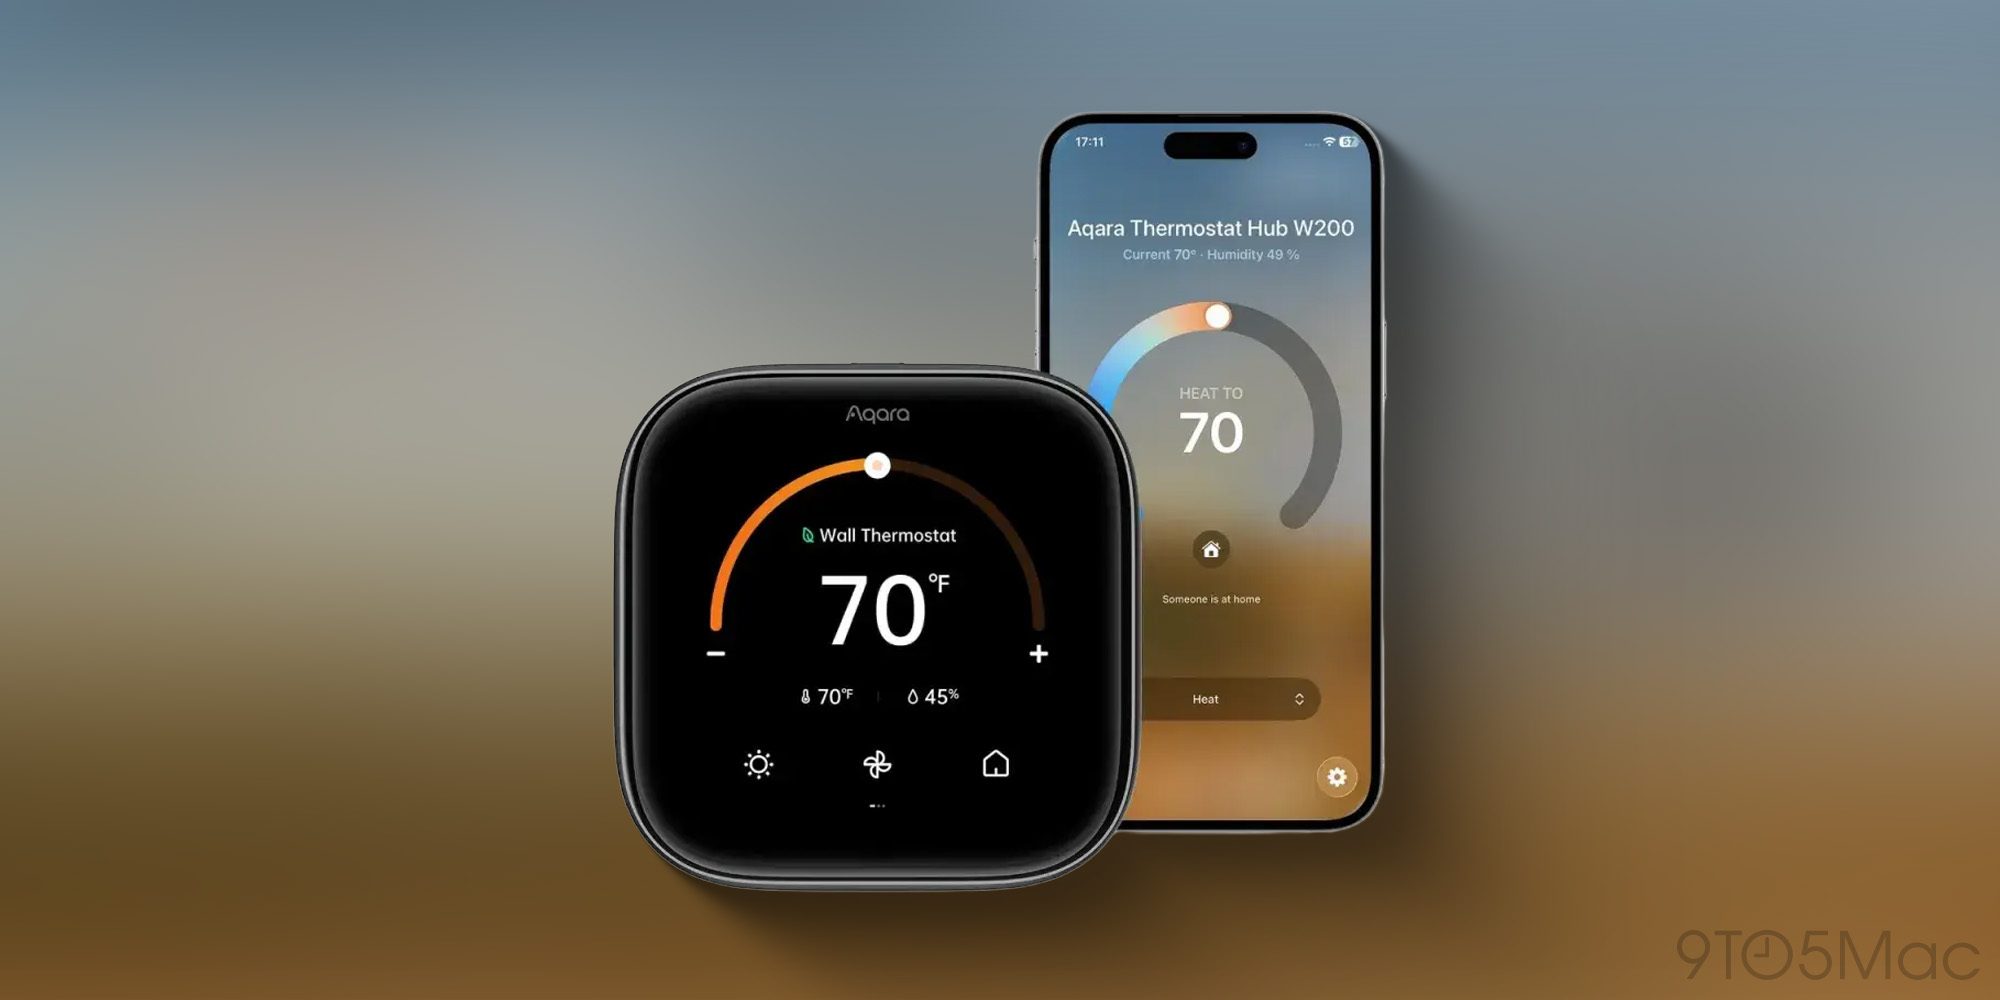 Aqara
Wall Thermostat
70°F
− +
70°F 45%
17:11
57
Aqara Thermostat Hub W200
Current 70° · Humidity 49 %
HEAT TO
70
Someone is at home
Heat
9TO5Mac